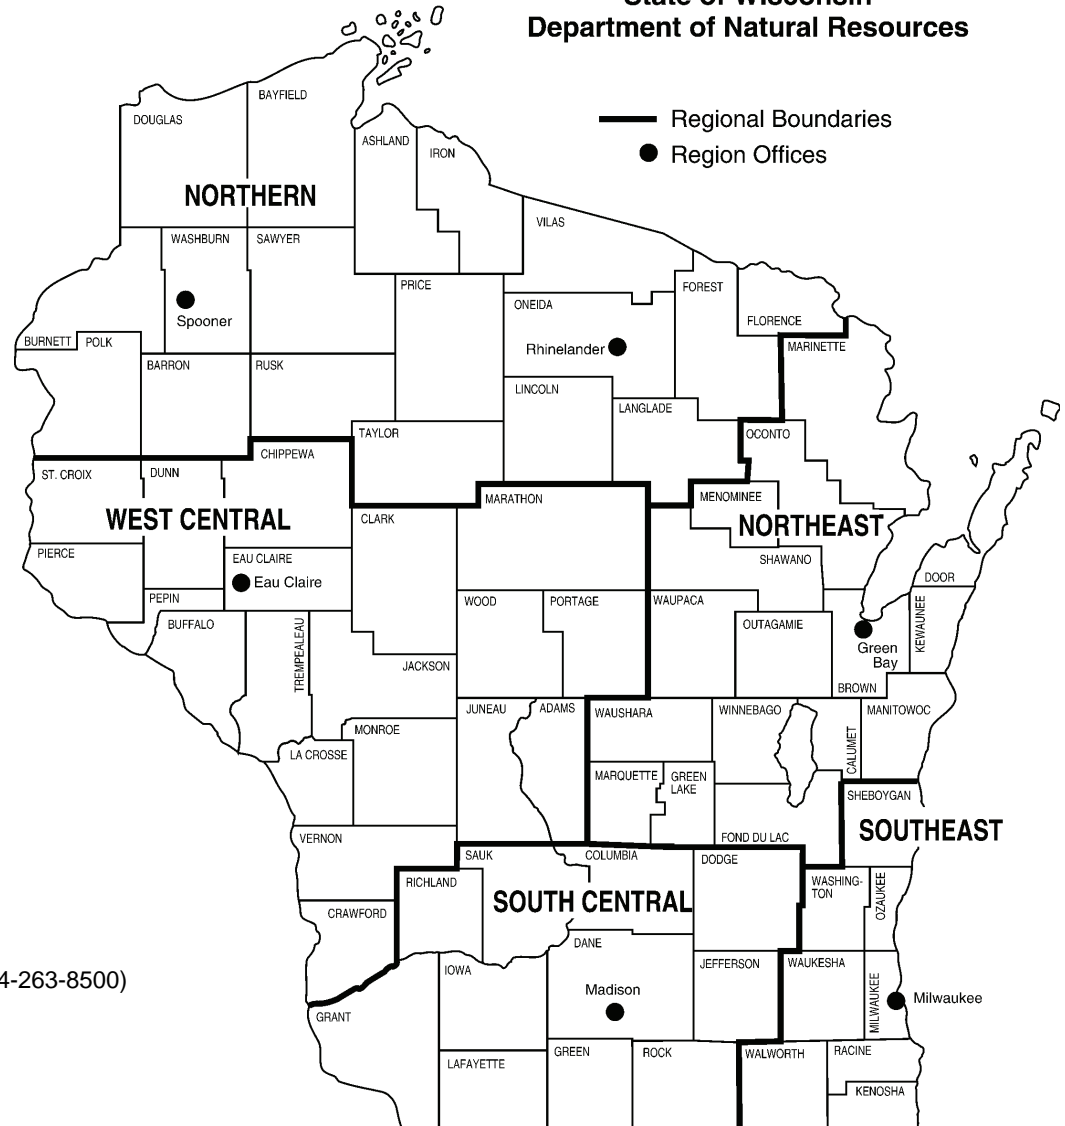 State of Wisconsin
Department of Natural Resources
Regional Boundaries
Region Offices
BAYFIELD
DOUGLAS
ASHLAND
IRON
NORTHERN
VILAS
WASHBURN
SAWYER
PRICE
FOREST
ONEIDA
Spooner
FLORENCE
BURNETT
POLK
Rhinelander
MARINETTE
BARRON
RUSK
LINCOLN
LANGLADE
TAYLOR
OCONTO
CHIPPEWA
ST. CROIX
DUNN
MARATHON
MENOMINEE
WEST CENTRAL
CLARK
NORTHEAST
PIERCE
EAU CLAIRE
SHAWANO
Eau Claire
DOOR
PEPIN
WOOD
PORTAGE
WAUPACA
BUFFALO
OUTAGAMIE
KEWAUNEE
TREMPEALEAU
Green
Bay
JACKSON
BROWN
JUNEAU
ADAMS
WAUSHARA
WINNEBAGO
MANITOWOC
MONROE
CALUMET
LA CROSSE
MARQUETTE
GREEN
LAKE
SHEBOYGAN
VERNON
FOND DU LAC
SOUTHEAST
SAUK
COLUMBIA
DODGE
RICHLAND
WASHING-
TON
OZAUKEE
SOUTH CENTRAL
CRAWFORD
DANE
IOWA
JEFFERSON
WAUKESHA
4-263-8500)
Madison
MILWAUKEE
Milwaukee
GRANT
LAFAYETTE
GREEN
ROCK
WALWORTH
RACINE
KENOSHA